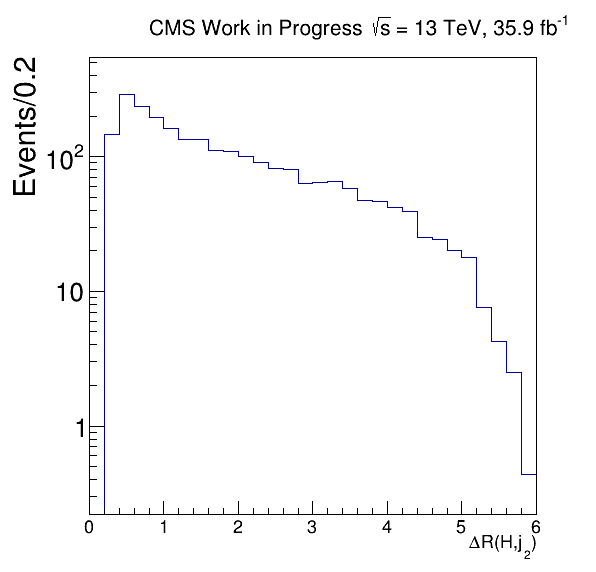 CMS Work in Progress √s = 13 TeV, 35.9 fb⁻¹
Events/0.2
10²
10
1
0 1 2 3 4 5 6
ΔR(H,j₂)